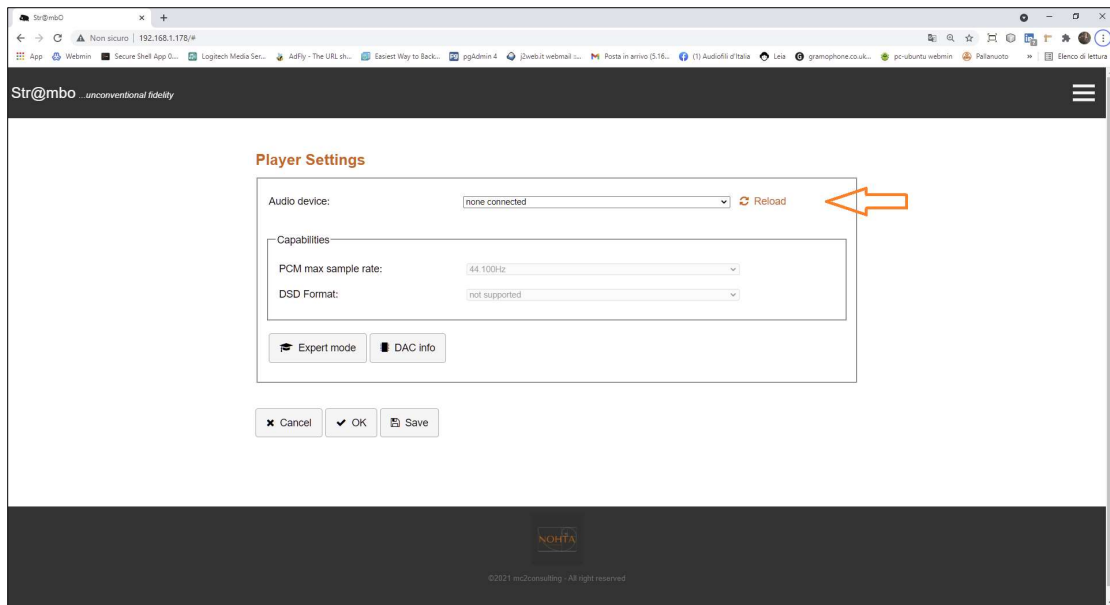 Str@mbO
Non sicuro 192.168.1.178/#
App Webmin Secure Shell App 0... Logitech Media Ser... AdFly - The URL sh... Easiest Way to Back... pgAdmin 4 j2web.it webmail :... Posta in arrivo (5.16... (1) Audiofili d'Italia Leia gramophone.co.uk... pc-ubuntu webmin Pallanuoto » Elenco di lettura
Str@mbo ...unconventional fidelity
Player Settings
Audio device: none connected Reload
Capabilities
PCM max sample rate: 44.100Hz
DSD Format: not supported
Expert mode DAC info
Cancel OK Save
NOHTA
©2021 mc2consulting - All right reserved